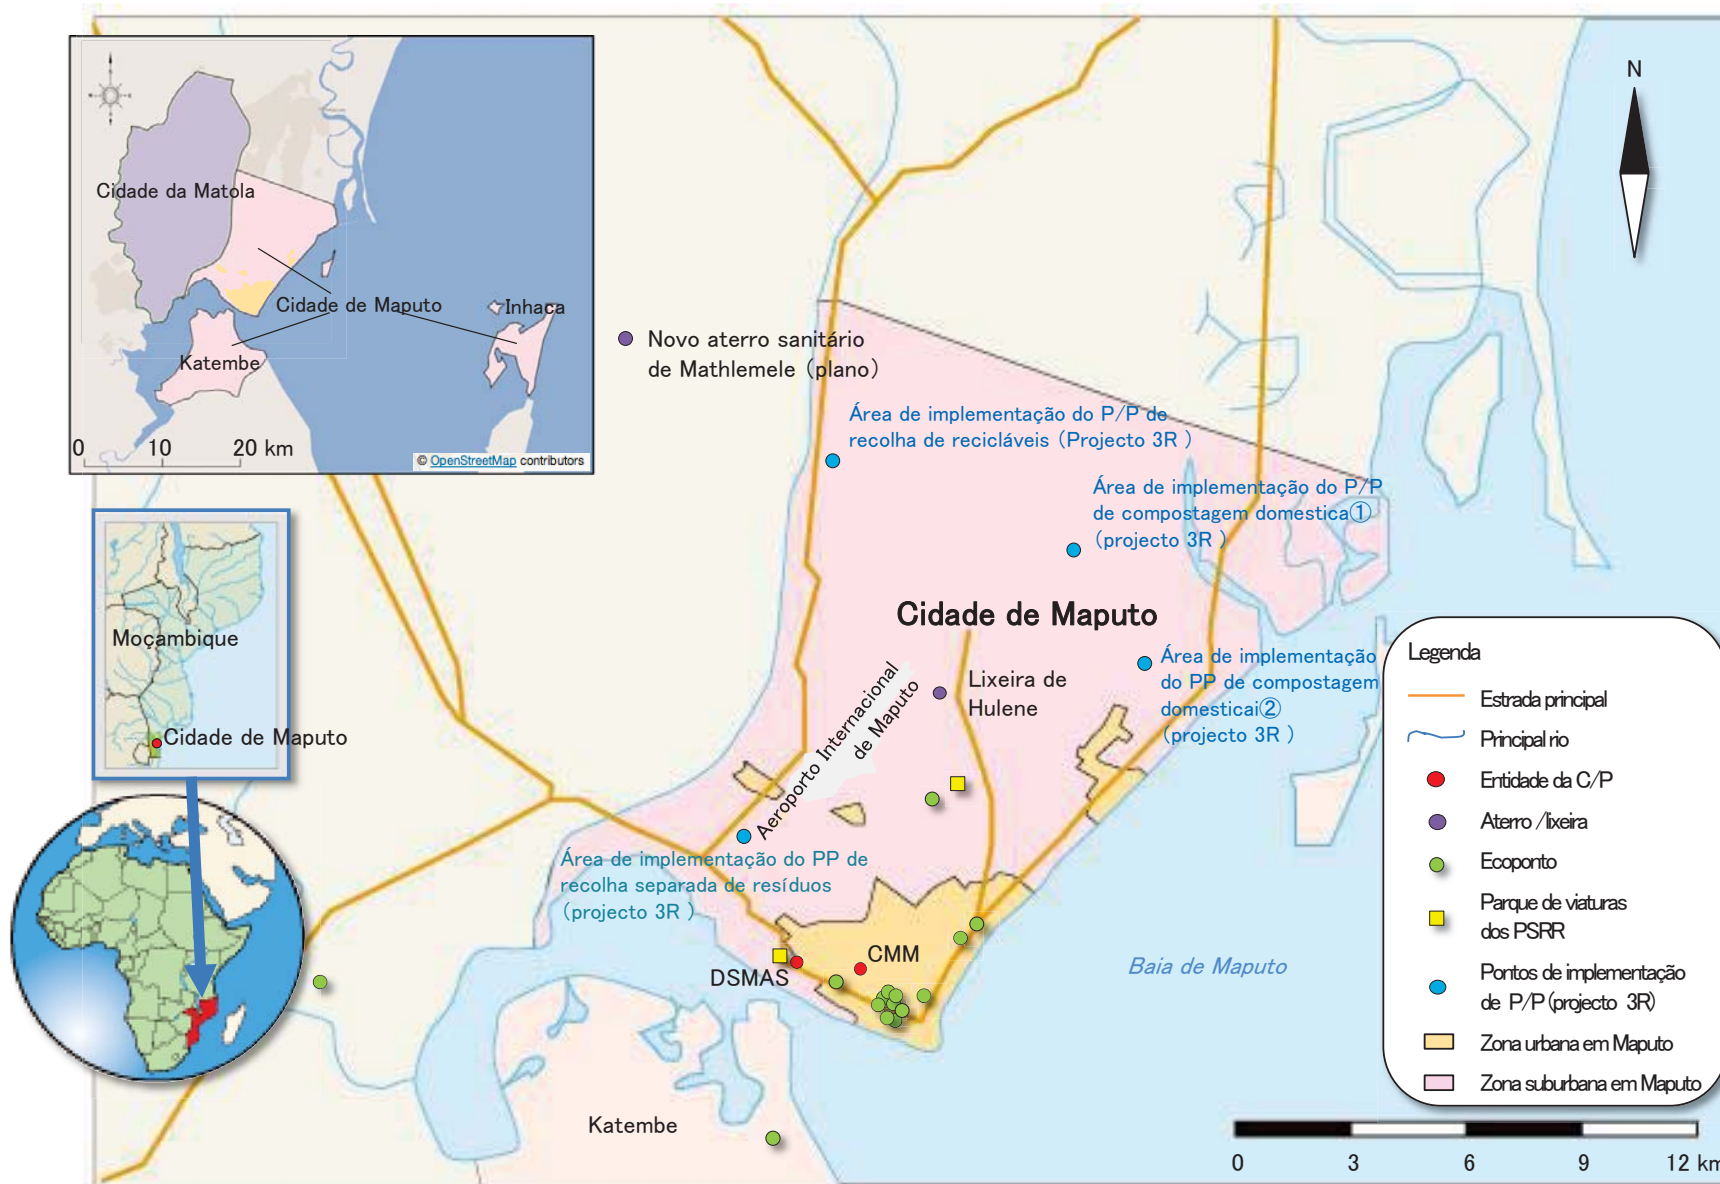 Cidade da Matola
Cidade de Maputo
Inhaca
Katembe
0 10 20 km
© OpenStreetMap contributors
N
Novo aterro sanitário
de Mathlemele (plano)
Área de implementação do P/P de
recolha de recicláveis (Projecto 3R )
Área de implementação do P/P
de compostagem domestica①
(projecto 3R )
Moçambique
Cidade de Maputo
Cidade de Maputo
Lixeira de
Hulene
Aeroporto Internacional
de Maputo
Área de implementação
do PP de compostagem
domesticai②
(projecto 3R )
Área de implementação do PP de
recolha separada de resíduos
(projecto 3R )
CMM
DSMAS
Baia de Maputo
Katembe
Legenda
Estrada principal
Principal rio
Entidade da C/P
Aterro /lixeira
Ecoponto
Parque de viaturas
dos PSRR
Pontos de implementação
de P/P(projecto 3R)
Zona urbana em Maputo
Zona suburbana em Maputo
0 3 6 9 12 km